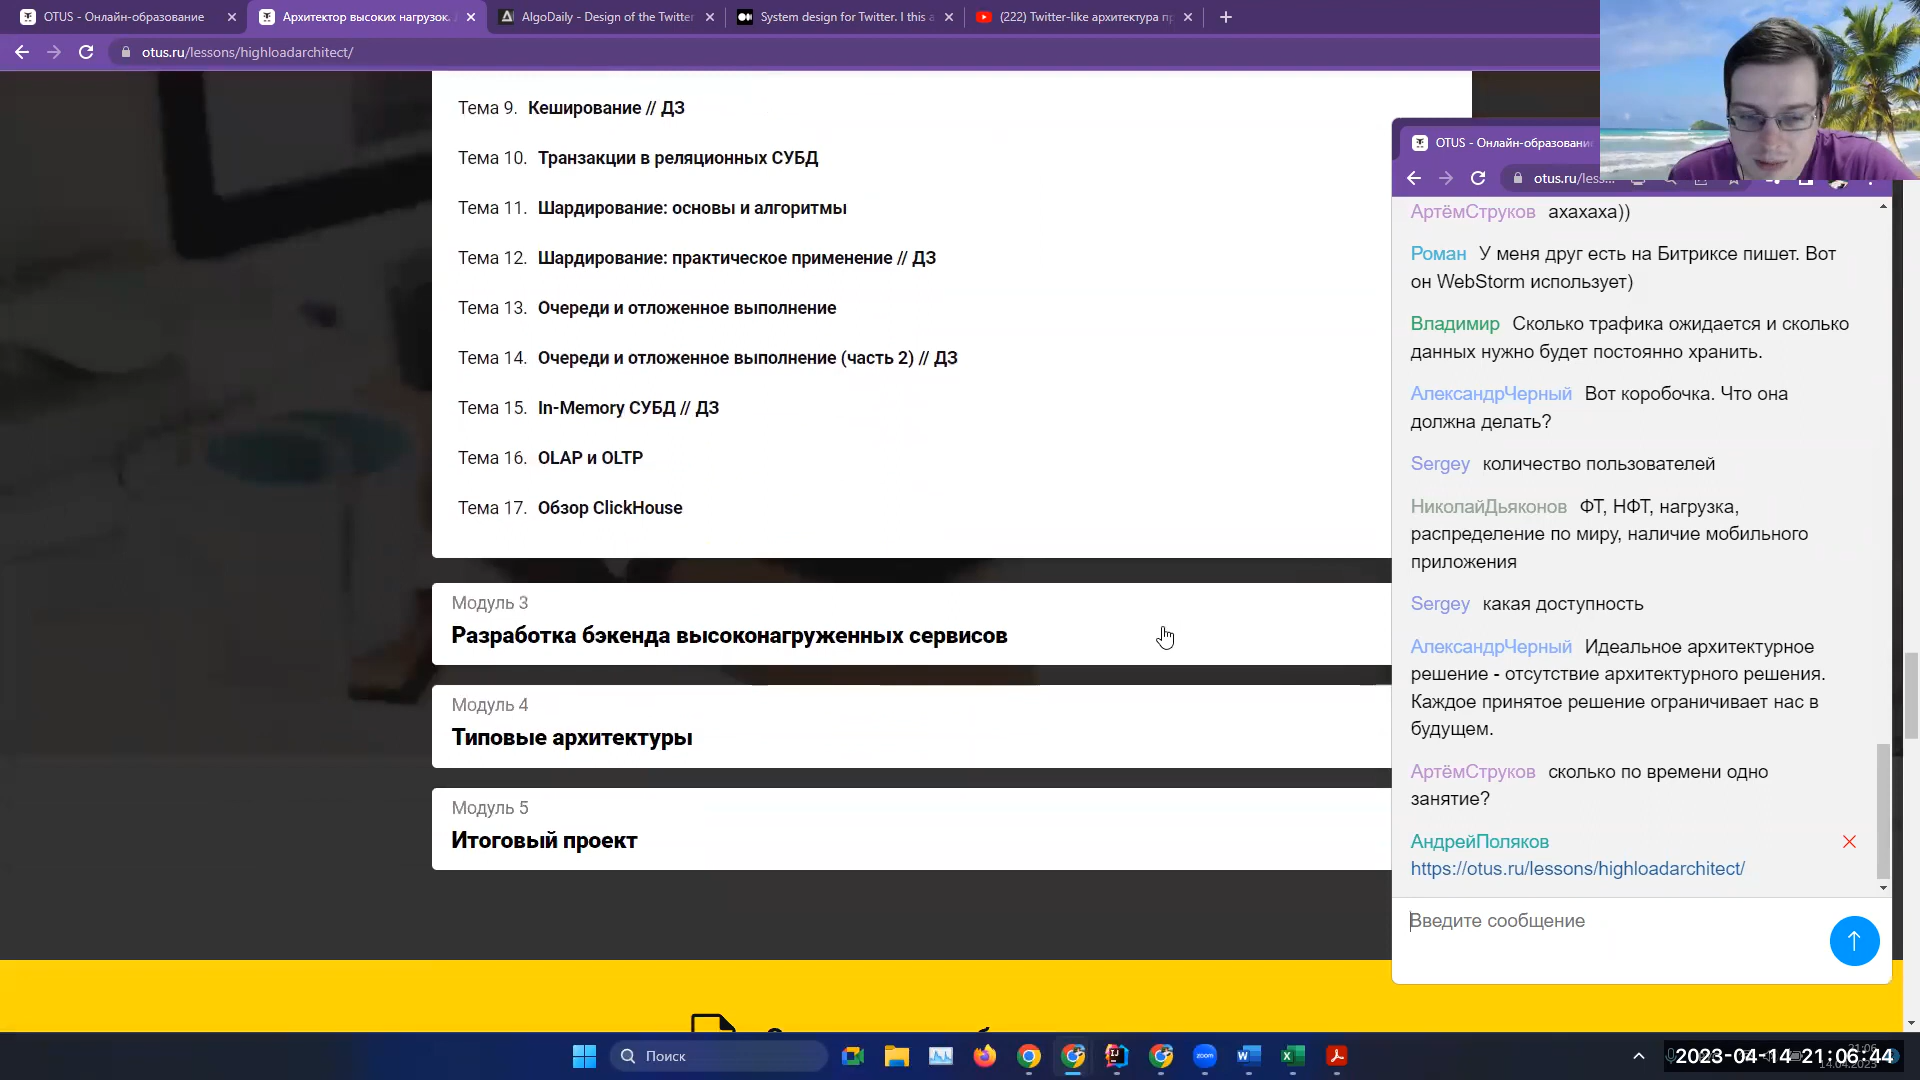 OTUS - Онлайн-образование
Архитектор высоких нагрузок.
AlgoDaily - Design of the Twitter
System design for Twitter. I this a
(222) Twitter-like архитектура п
otus.ru/lessons/highloadarchitect/
Тема 9. Кеширование // ДЗ
Тема 10. Транзакции в реляционных СУБД
Тема 11. Шардирование: основы и алгоритмы
Тема 12. Шардирование: практическое применение // ДЗ
Тема 13. Очереди и отложенное выполнение
Тема 14. Очереди и отложенное выполнение (часть 2) // ДЗ
Тема 15. In-Memory СУБД // ДЗ
Тема 16. OLAP и OLTP
Тема 17. Обзор ClickHouse
Модуль 3
Разработка бэкенда высоконагруженных сервисов
Модуль 4
Типовые архитектуры
Модуль 5
Итоговый проект
OTUS - Онлайн-образование
otus.ru/less...
АртёмСтруков ахахаха))
Роман У меня друг есть на Битриксе пишет. Вот
он WebStorm использует)
Владимир Сколько трафика ожидается и сколько
данных нужно будет постоянно хранить.
АлександрЧерный Вот коробочка. Что она
должна делать?
Sergey количество пользователей
НиколайДьяконов ФТ, НФТ, нагрузка,
распределение по миру, наличие мобильного
приложения
Sergey какая доступность
АлександрЧерный Идеальное архитектурное
решение - отсутствие архитектурного решения.
Каждое принятое решение ограничивает нас в
будущем.
АртёмСтруков сколько по времени одно
занятие?
АндрейПоляков
https://otus.ru/lessons/highloadarchitect/
Введите сообщение
Поиск
zoom
2023-04-14 21:06:44